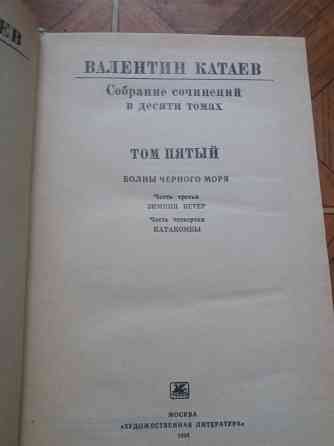 ЕВ
ВАЛЕНТИН КАТАЕВ
Собрание сочинений
в десяти томах
ТОМ ПЯТЫЙ
ВОЛНЫ ЧЕРНОГО МОРЯ
Часть третья
ЗИМНИЙ ВЕТЕР
Часть четвертая
КАТАКОМБЫ
МОСКВА
«ХУДОЖЕСТВЕННАЯ ЛИТЕРАТУРА»